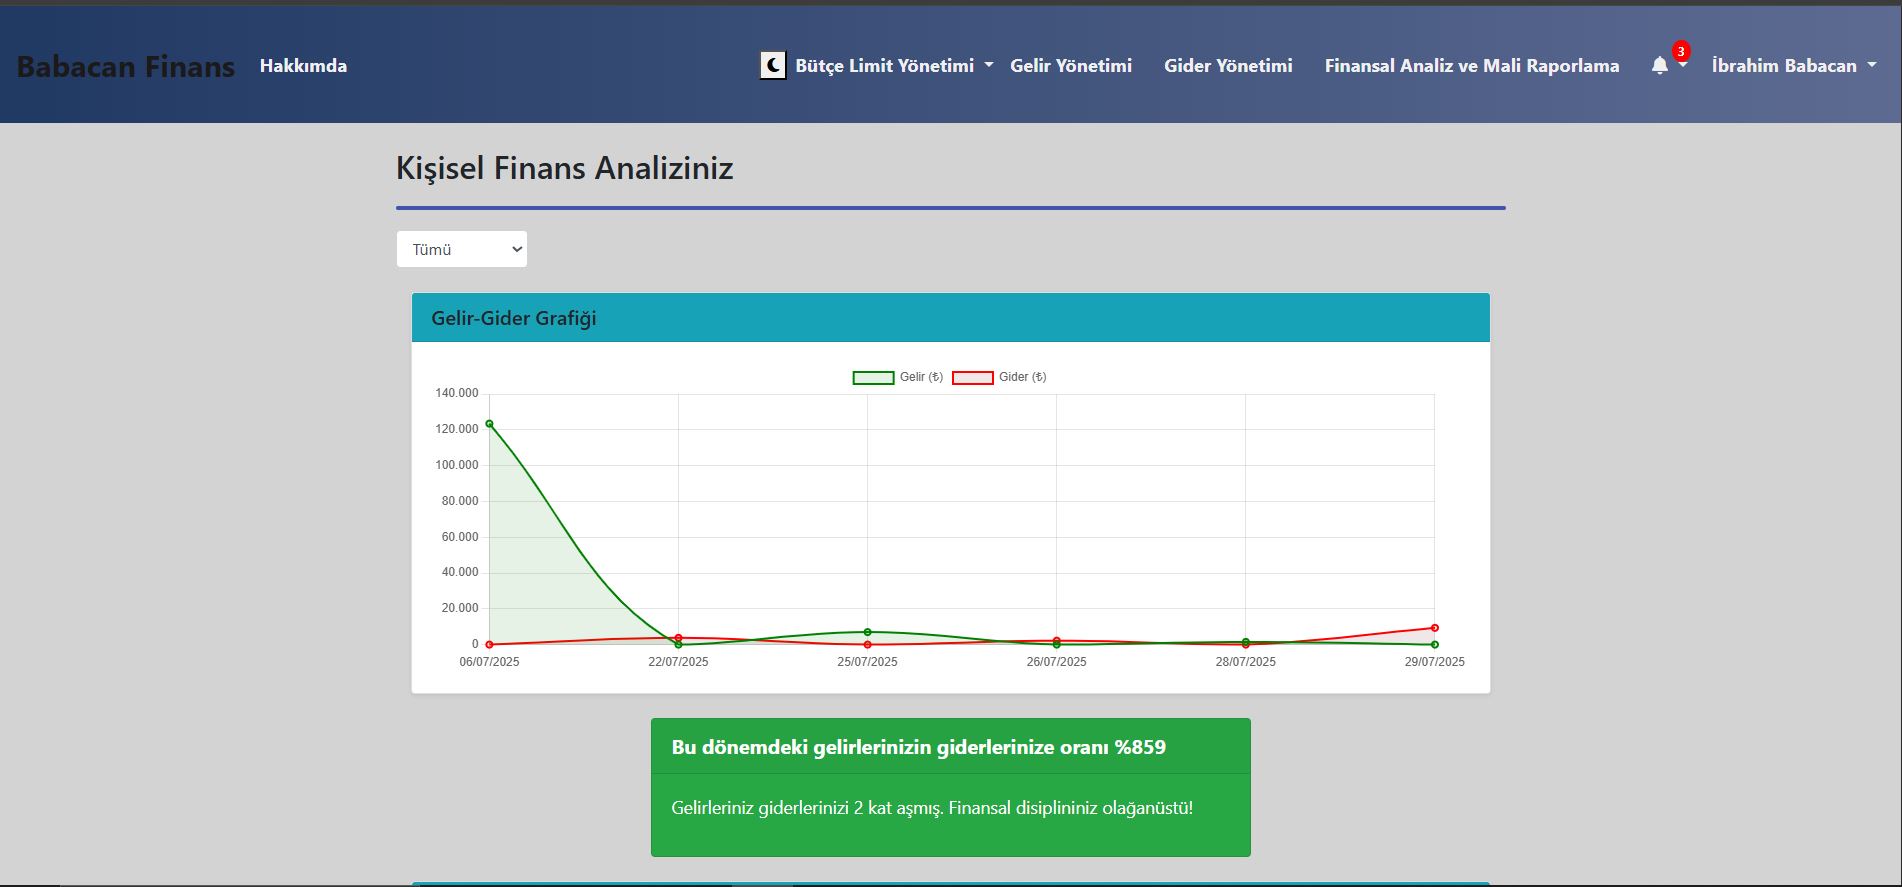 Babacan Finans Hakkımda Bütçe Limit Yönetimi Gelir Yönetimi Gider Yönetimi Finansal Analiz ve Mali Raporlama 3 İbrahim Babacan
Kişisel Finans Analiziniz
Tümü
Gelir-Gider Grafiği
Gelir (₺) Gider (₺)
140.000
120.000
100.000
80.000
60.000
40.000
20.000
0
06/07/2025 22/07/2025 25/07/2025 26/07/2025 28/07/2025 29/07/2025
Bu dönemdeki gelirlerinizin giderlerinize oranı %859
Gelirleriniz giderlerinizi 2 kat aşmış. Finansal disiplininiz olağanüstü!